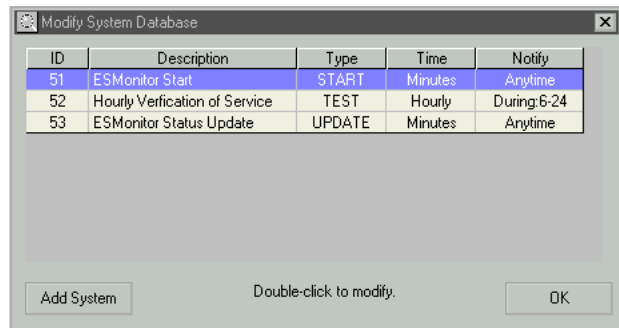 Modify System Database
ID Description Type Time Notify
51 ESMonitor Start START Minutes Anytime
52 Hourly Verfication of Service TEST Hourly During:6-24
53 ESMonitor Status Update UPDATE Minutes Anytime
Add System Double-click to modify. OK